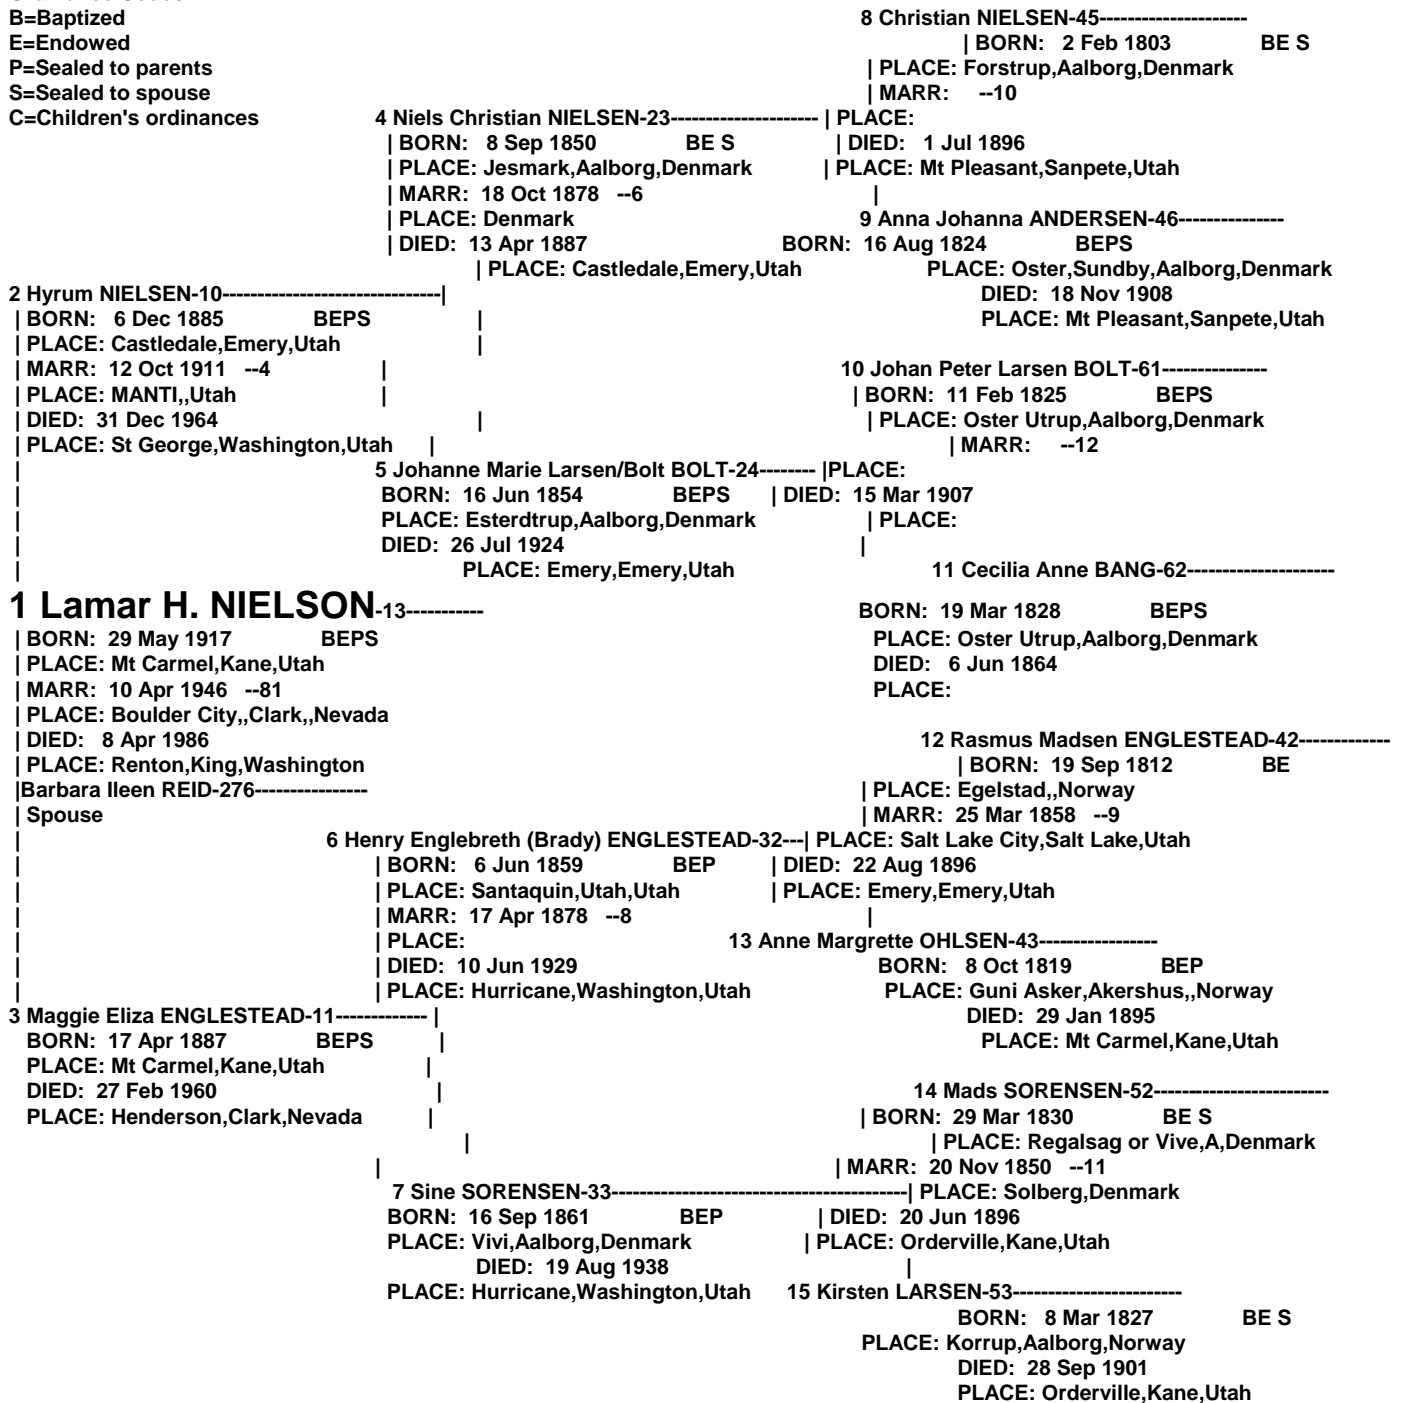 B=Baptized 8 Christian NIELSEN-45---------------------
E=Endowed | BORN: 2 Feb 1803 BE S
P=Sealed to parents | PLACE: Forstrup,Aalborg,Denmark
S=Sealed to spouse | MARR: --10
C=Children's ordinances 4 Niels Christian NIELSEN-23--------------------- | PLACE:
| BORN: 8 Sep 1850 BE S | DIED: 1 Jul 1896
| PLACE: Jesmark,Aalborg,Denmark | PLACE: Mt Pleasant,Sanpete,Utah
| MARR: 18 Oct 1878 --6 |
| PLACE: Denmark 9 Anna Johanna ANDERSEN-46---------------
| DIED: 13 Apr 1887 BORN: 16 Aug 1824 BEPS
| PLACE: Castledale,Emery,Utah PLACE: Oster,Sundby,Aalborg,Denmark
2 Hyrum NIELSEN-10-------------------------------| DIED: 18 Nov 1908
| BORN: 6 Dec 1885 BEPS | PLACE: Mt Pleasant,Sanpete,Utah
| PLACE: Castledale,Emery,Utah |
| MARR: 12 Oct 1911 --4 | 10 Johan Peter Larsen BOLT-61---------------
| PLACE: MANTI,,Utah | | BORN: 11 Feb 1825 BEPS
| DIED: 31 Dec 1964 | | PLACE: Oster Utrup,Aalborg,Denmark
| PLACE: St George,Washington,Utah | | MARR: --12
| 5 Johanne Marie Larsen/Bolt BOLT-24-------- |PLACE:
| BORN: 16 Jun 1854 BEPS | DIED: 15 Mar 1907
| PLACE: Esterdtrup,Aalborg,Denmark | PLACE:
| DIED: 26 Jul 1924 |
| PLACE: Emery,Emery,Utah 11 Cecilia Anne BANG-62---------------------
1 Lamar H. NIELSON-13----------- BORN: 19 Mar 1828 BEPS
| BORN: 29 May 1917 BEPS PLACE: Oster Utrup,Aalborg,Denmark
| PLACE: Mt Carmel,Kane,Utah DIED: 6 Jun 1864
| MARR: 10 Apr 1946 --81 PLACE:
| PLACE: Boulder City,,Clark,,Nevada
| DIED: 8 Apr 1986 12 Rasmus Madsen ENGLESTEAD-42-------------
| PLACE: Renton,King,Washington | BORN: 19 Sep 1812 BE
|Barbara Ileen REID-276---------------- | PLACE: Egelstad,,Norway
| Spouse | MARR: 25 Mar 1858 --9
| 6 Henry Englebreth (Brady) ENGLESTEAD-32---| PLACE: Salt Lake City,Salt Lake,Utah
| | BORN: 6 Jun 1859 BEP | DIED: 22 Aug 1896
| | PLACE: Santaquin,Utah,Utah | PLACE: Emery,Emery,Utah
| | MARR: 17 Apr 1878 --8 |
| | PLACE: 13 Anne Margrette OHLSEN-43-----------------
| | DIED: 10 Jun 1929 BORN: 8 Oct 1819 BEP
| | PLACE: Hurricane,Washington,Utah PLACE: Guni Asker,Akershus,,Norway
3 Maggie Eliza ENGLESTEAD-11------------- | DIED: 29 Jan 1895
BORN: 17 Apr 1887 BEPS | PLACE: Mt Carmel,Kane,Utah
PLACE: Mt Carmel,Kane,Utah |
DIED: 27 Feb 1960 | 14 Mads SORENSEN-52-------------------------
PLACE: Henderson,Clark,Nevada | | BORN: 29 Mar 1830 BE S
| | PLACE: Regalsag or Vive,A,Denmark
| | MARR: 20 Nov 1850 --11
7 Sine SORENSEN-33------------------------------------------| PLACE: Solberg,Denmark
BORN: 16 Sep 1861 BEP | DIED: 20 Jun 1896
PLACE: Vivi,Aalborg,Denmark | PLACE: Orderville,Kane,Utah
DIED: 19 Aug 1938 |
PLACE: Hurricane,Washington,Utah 15 Kirsten LARSEN-53------------------------
BORN: 8 Mar 1827 BE S
PLACE: Korrup,Aalborg,Norway
DIED: 28 Sep 1901
PLACE: Orderville,Kane,Utah